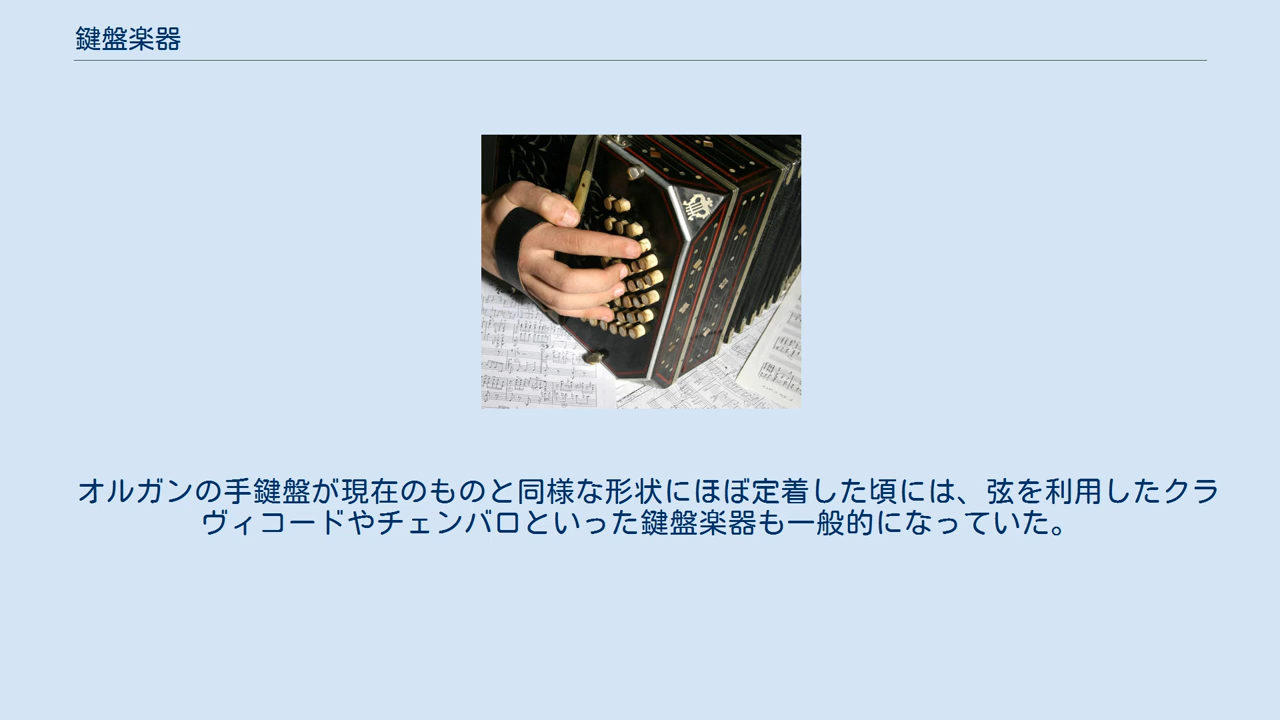 鍵盤楽器
オルガンの手鍵盤が現在のものと同様な形状にほぼ定着した頃には、弦を利用したクラ
ヴィコードやチェンバロといった鍵盤楽器も一般的になっていた。